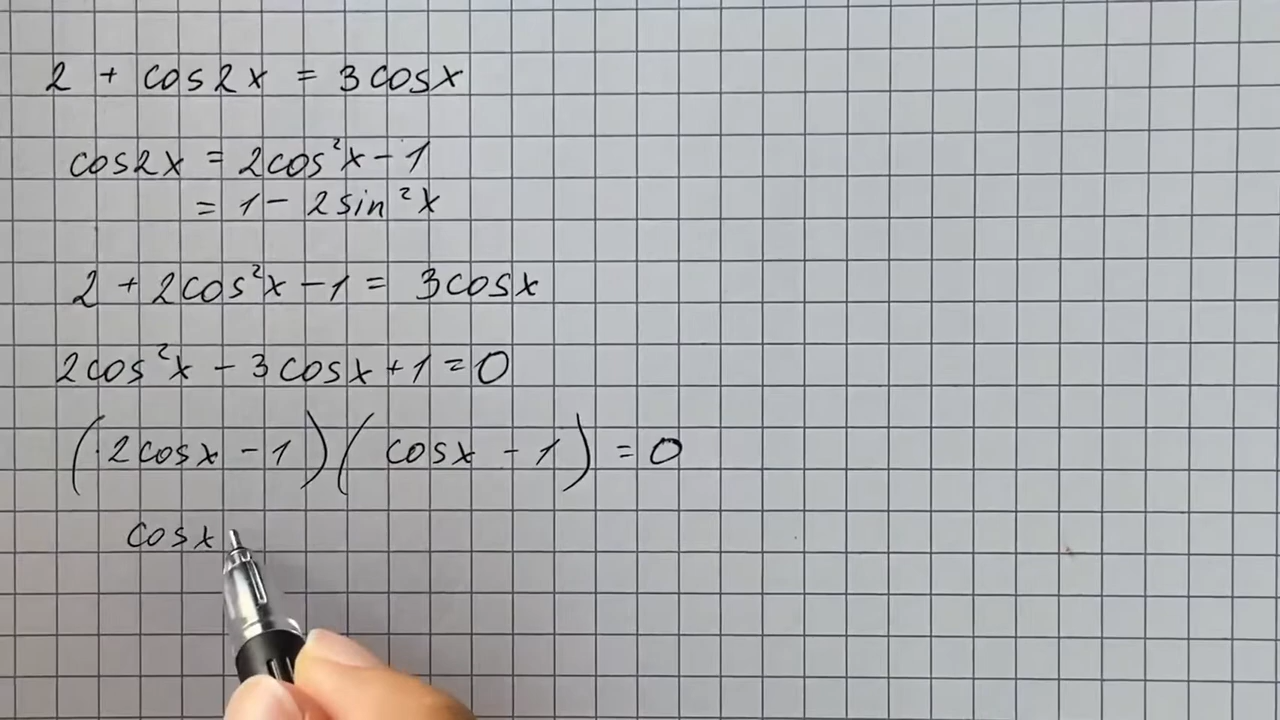 2 + cos2x = 3cosx
cos2x = 2cos²x - 1
= 1 - 2sin²x
2 + 2cos²x - 1 = 3cosx
2cos²x - 3cosx + 1 = 0
(2cosx - 1)(cosx - 1) = 0
cosx